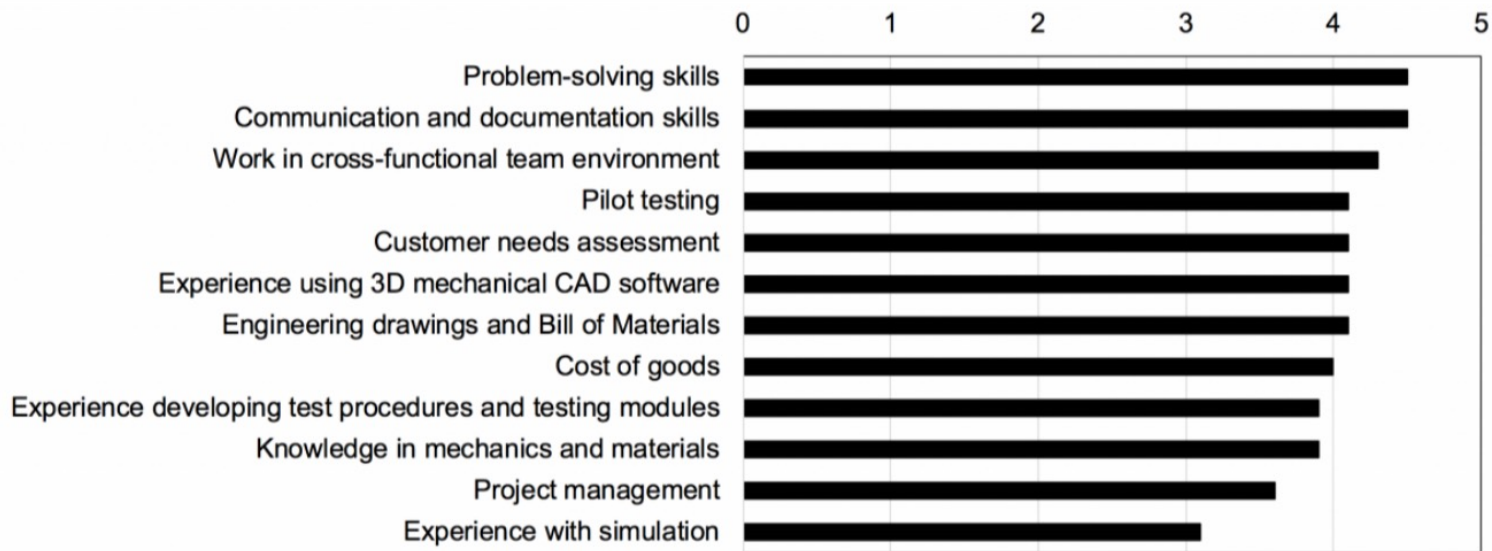 0 1 2 3 4 5
Problem-solving skills
Communication and documentation skills
Work in cross-functional team environment
Pilot testing
Customer needs assessment
Experience using 3D mechanical CAD software
Engineering drawings and Bill of Materials
Cost of goods
Experience developing test procedures and testing modules
Knowledge in mechanics and materials
Project management
Experience with simulation